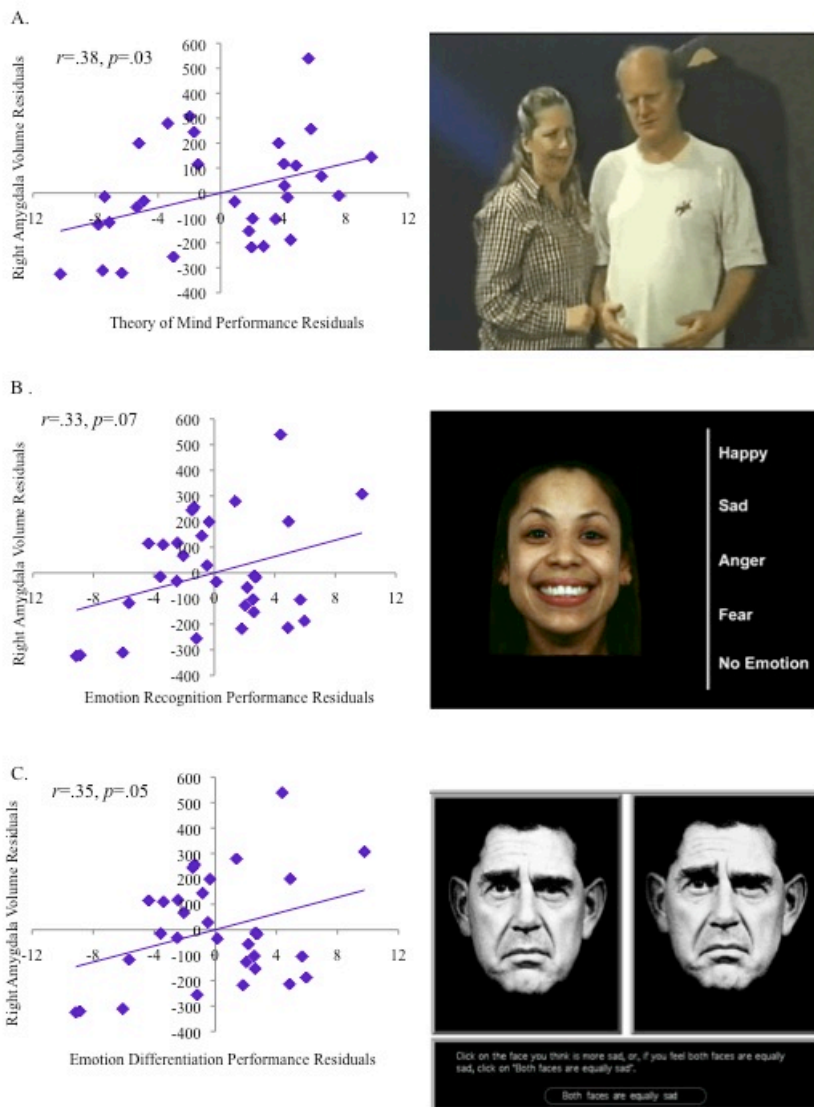 A.
r=.38, p=.03
Right Amygdala Volume Residuals
600
500
400
300
200
100
0
-100
-200
-300
-400
-12
-8
-4
0
4
8
12
Theory of Mind Performance Residuals
B .
r=.33, p=.07
Right Amygdala Volume Residuals
600
500
400
300
200
100
0
-100
-200
-300
-400
-12
-8
-4
0
4
8
12
Emotion Recognition Performance Residuals
Happy
Sad
Anger
Fear
No Emotion
C.
r=.35, p=.05
Right Amygdala Volume Residuals
600
500
400
300
200
100
0
-100
-200
-300
-400
-12
-8
-4
0
4
8
12
Emotion Differentiation Performance Residuals
Click on the face you think is more sad, or, if you feel both faces are equally
sad, click on "Both faces are equally sad".
Both faces are equally sad